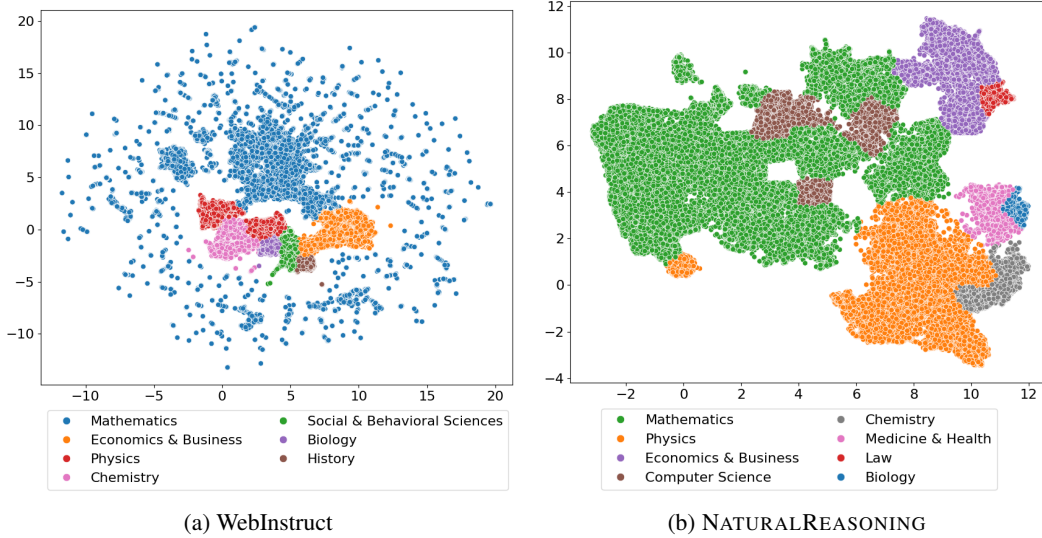 20
15
10
5
0
−5
−10
−10 −5 0 5 10 15 20
Mathematics
Economics & Business
Physics
Chemistry
Social & Behavioral Sciences
Biology
History
(a) WebInstruct
12
10
8
6
4
2
0
−2
−4
−2 0 2 4 6 8 10 12
Mathematics
Physics
Economics & Business
Computer Science
Chemistry
Medicine & Health
Law
Biology
(b) NATURALREASONING